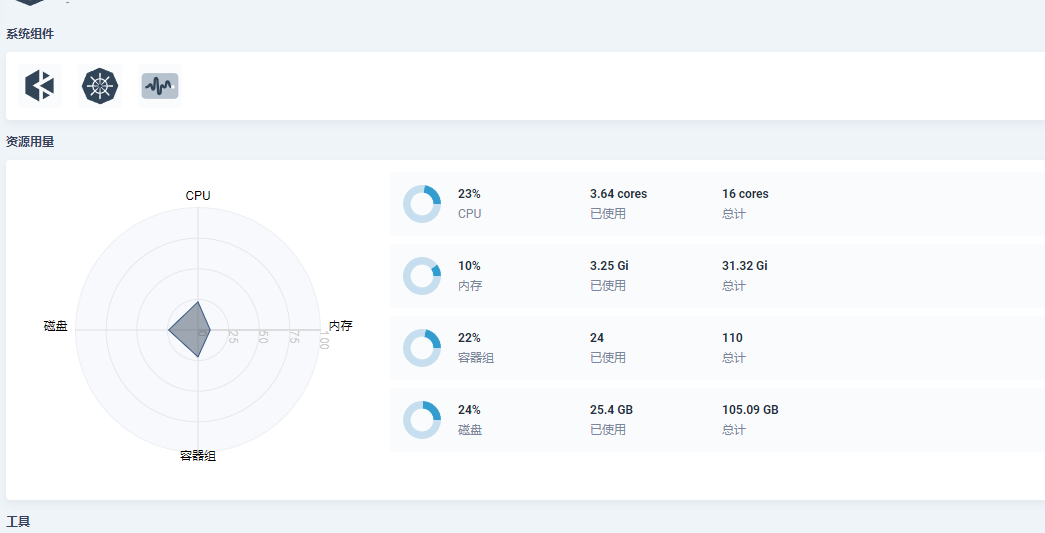 系统组件
资源用量
CPU
磁盘
内存
容器组
0
25
50
75
100
23%
3.64 cores
16 cores
CPU
已使用
总计
10%
3.25 Gi
31.32 Gi
内存
已使用
总计
22%
24
110
容器组
已使用
总计
24%
25.4 GB
105.09 GB
磁盘
已使用
总计
工具